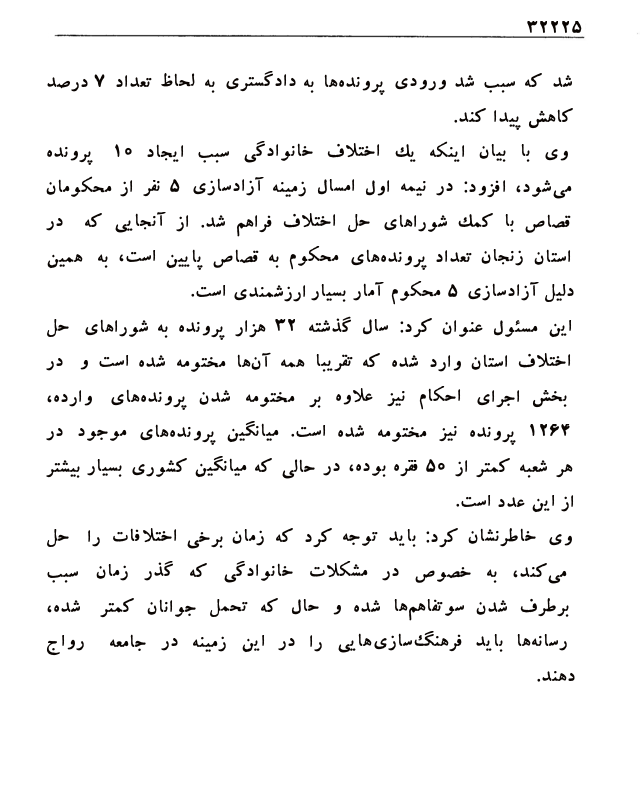 ۳۲۲۲۵
شد که سبب شد ورودی پرونده‌ها به دادگستری به لحاظ تعداد ۷ درصد
کاهش پیدا کند.
وی با بیان اینکه یك اختلاف خانوادگی سبب ایجاد ۱۰ پرونده
می‌شود، افزود: در نیمه اول امسال زمینه آزادسازی ۵ نفر از محکومان
قصاص با کمك شوراهای حل اختلاف فراهم شد. از آنجایی که در
استان زنجان تعداد پرونده‌های محکوم به قصاص پایین است، به همین
دلیل آزادسازی ۵ محکوم آمار بسیار ارزشمندی است.
این مسئول عنوان کرد: سال گذشته ۳۲ هزار پرونده به شوراهای حل
اختلاف استان وارد شده که تقریبا همه آن‌ها مختومه شده است و در
بخش اجرای احکام نیز علاوه بر مختومه شدن پرونده‌های وارده،
۱۲۶۴ پرونده نیز مختومه شده است. میانگین پرونده‌های موجود در
هر شعبه کمتر از ۵۰ فقره بوده، در حالی که میانگین کشوری بسیار بیشتر
از این عدد است.
وی خاطرنشان کرد: باید توجه کرد که زمان برخی اختلافات را حل
می‌کند، به خصوص در مشکلات خانوادگی که گذر زمان سبب
برطرف شدن سوتفاهم‌ها شده و حال که تحمل جوانان کمتر شده،
رسانه‌ها باید فرهنگ‌سازی‌هایی را در این زمینه در جامعه رواج
دهند.